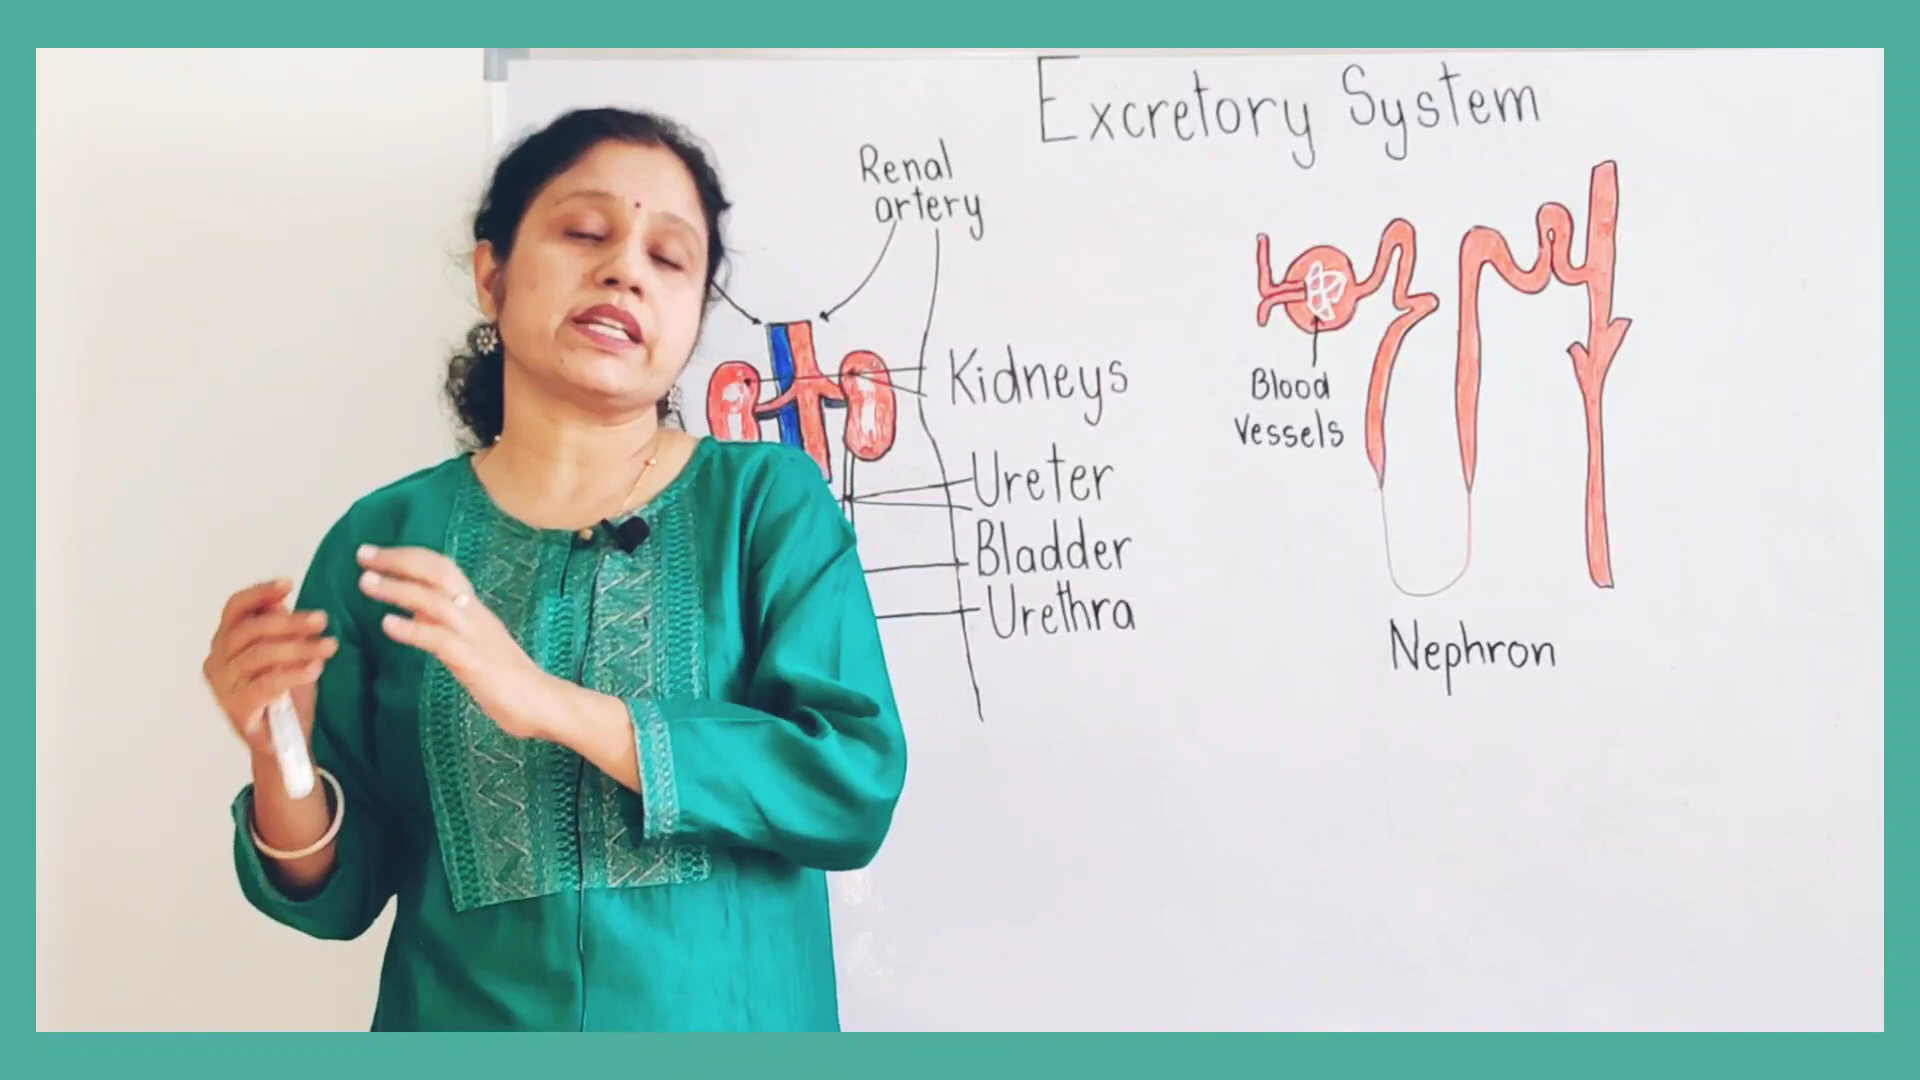 Excretory System
Renal
artery
Kidneys
Ureter
Bladder
Urethra
Blood
Vessels
Nephron